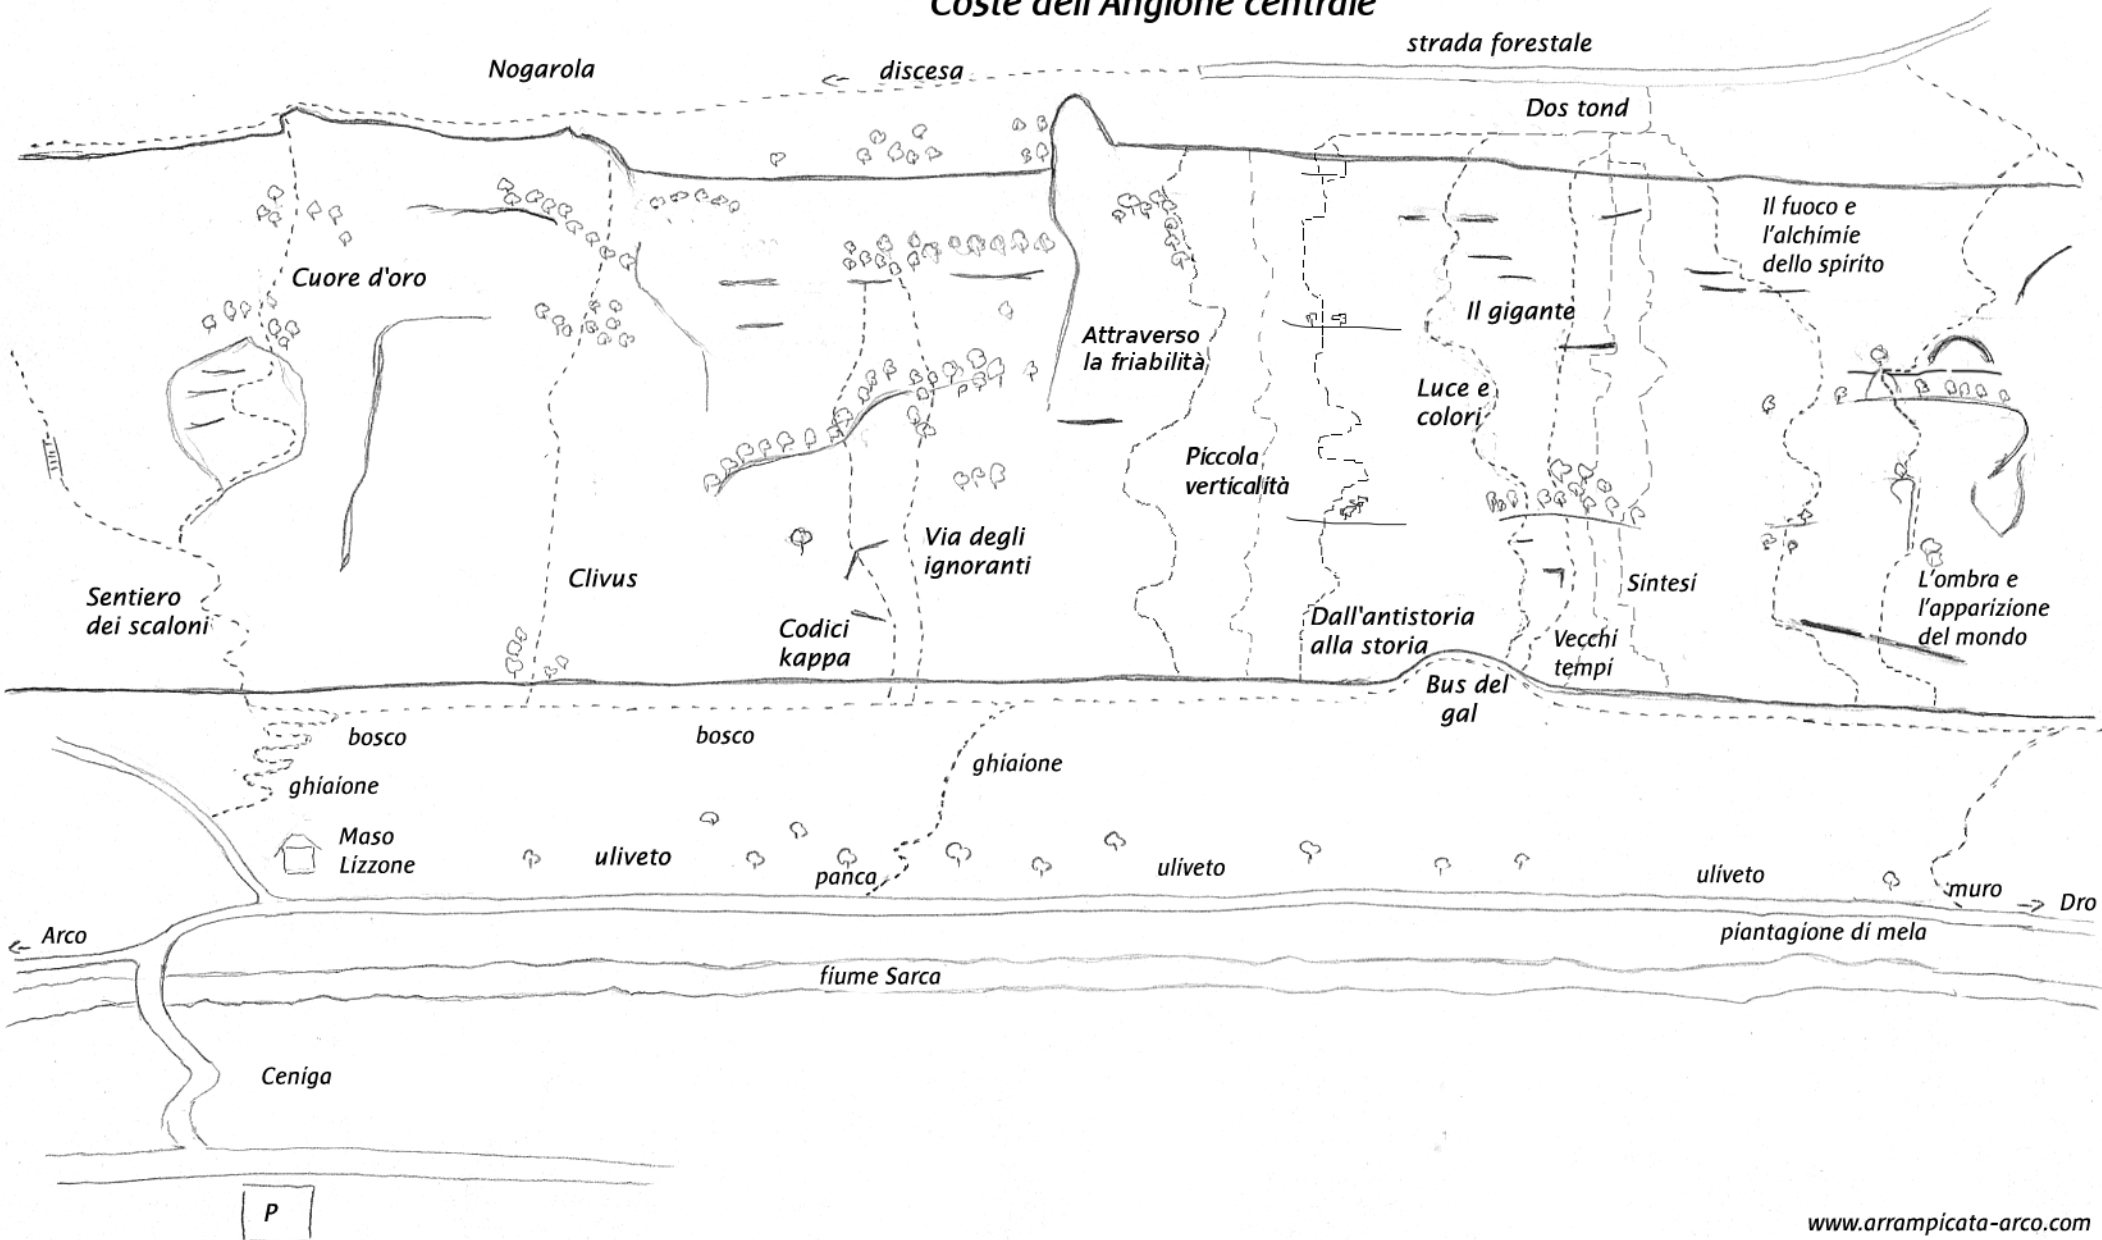 Coste dell'Anglone centrale
strada forestale
Nogarola
discesa
Dos tond
Il fuoco e
l'alchimie
dello spirito
Cuore d'oro
Il gigante
Attraverso
la friabilità
Luce e
colori
Piccola
verticalità
Via degli
ignoranti
Clivus
Sintesi
L'ombra e
l'apparizione
del mondo
Sentiero
dei scaloni
Codici
kappa
Dall'antistoria
alla storia
Vecchi
tempi
Bus del
gal
bosco
bosco
ghiaione
ghiaione
Maso
Lizzone
uliveto
panca
uliveto
uliveto
muro
Dro
Arco
piantagione di mela
fiume Sarca
Ceniga
P
www.arrampicata-arco.com